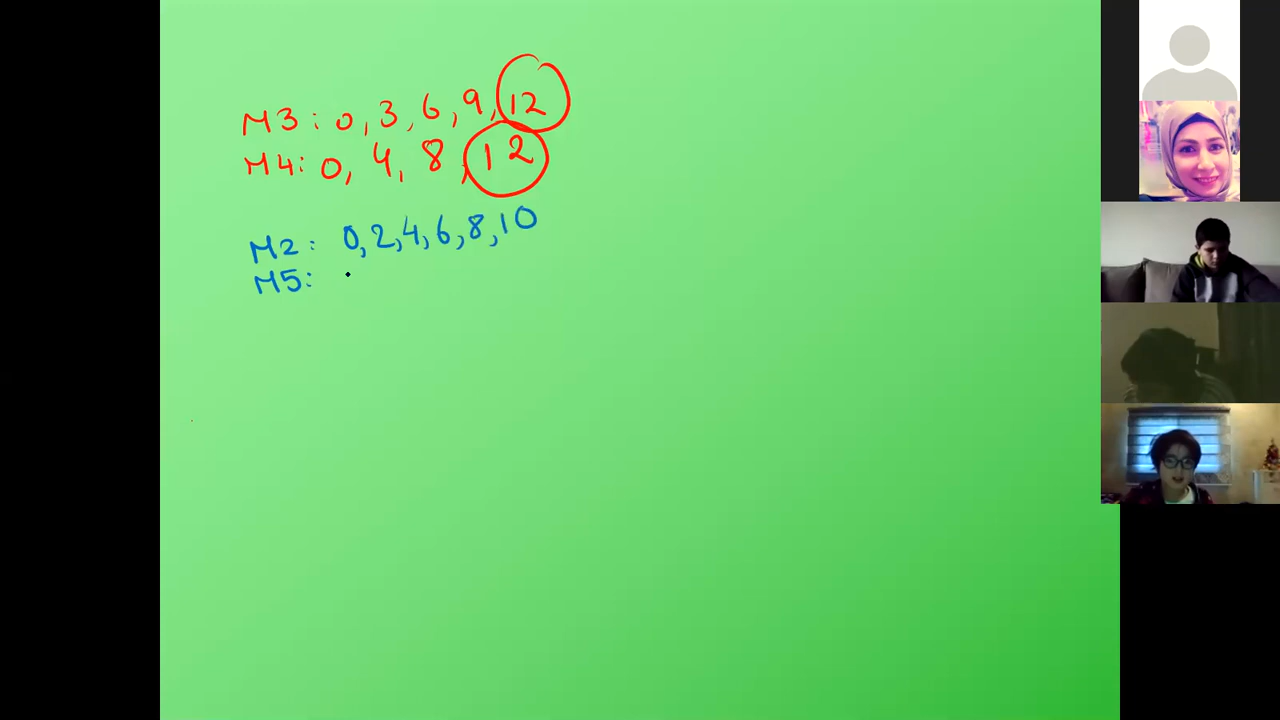 M3: 0, 3, 6, 9, 12
M4: 0, 4, 8, 12
M2: 0, 2, 4, 6, 8, 10
M5: